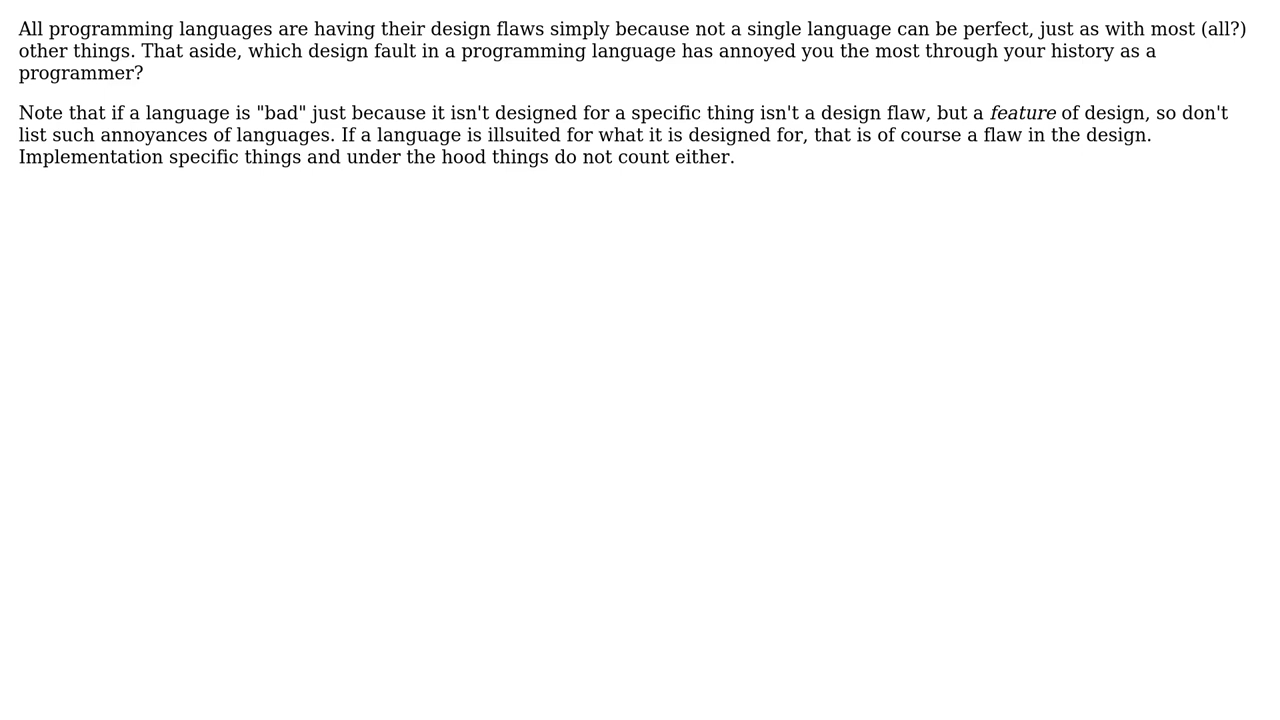 All programming languages are having their design flaws simply because not a single language can be perfect, just as with most (all?)
other things. That aside, which design fault in a programming language has annoyed you the most through your history as a
programmer?
Note that if a language is "bad" just because it isn't designed for a specific thing isn't a design flaw, but a feature of design, so don't
list such annoyances of languages. If a language is illsuited for what it is designed for, that is of course a flaw in the design.
Implementation specific things and under the hood things do not count either.